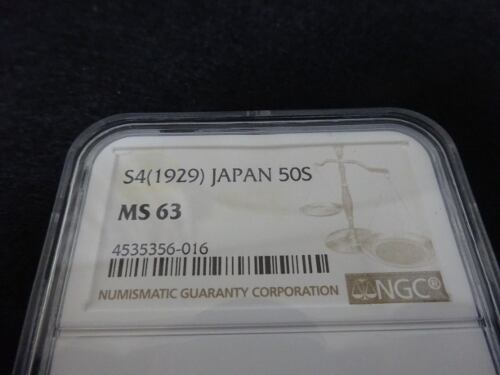 S4(1929) JAPAN 50S
MS 63
4535356-016
NUMISMATIC GUARANTY CORPORATION
NGC®